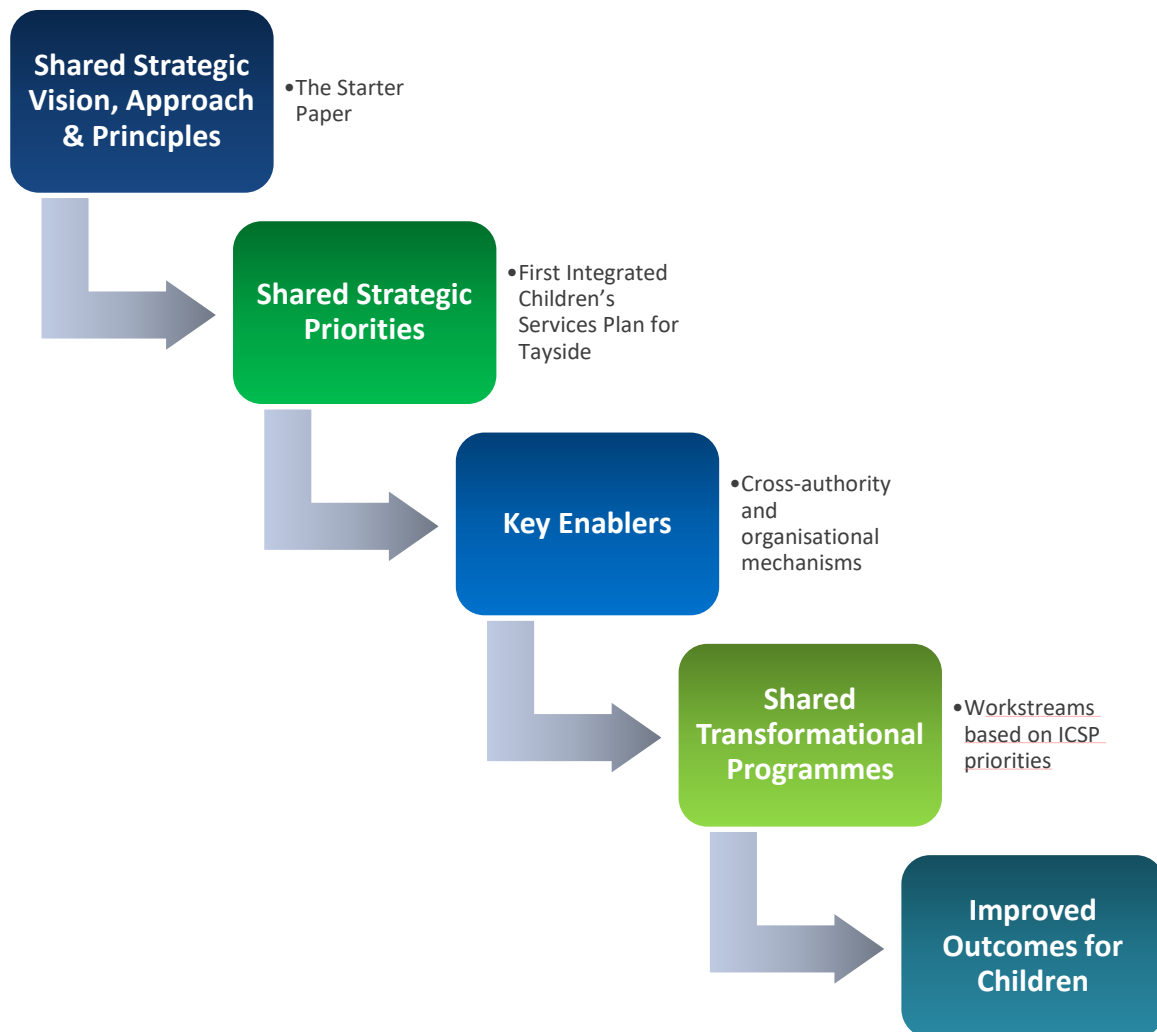 Shared Strategic
Vision, Approach
& Principles
•The Starter
Paper
Shared Strategic
Priorities
•First Integrated
Children’s
Services Plan for
Tayside
Key Enablers
•Cross-authority
and
organisational
mechanisms
Shared
Transformational
Programmes
•Workstreams
based on ICSP
priorities
Improved
Outcomes for
Children